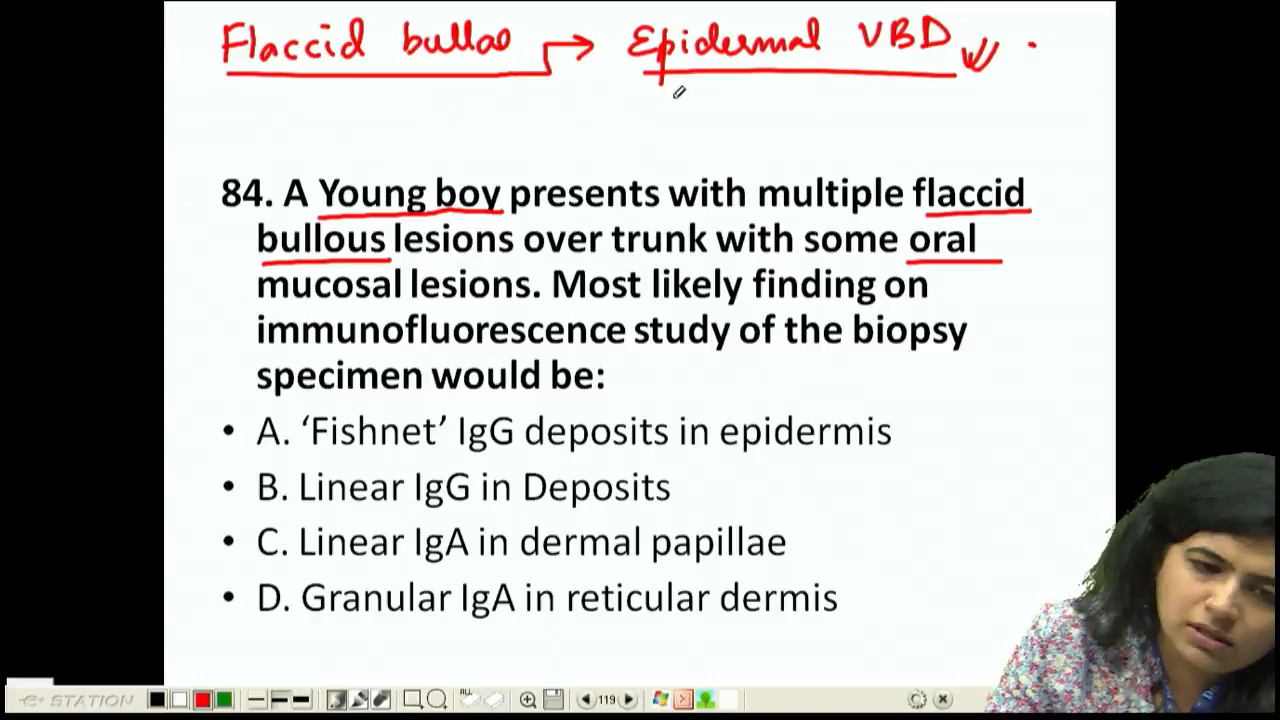 Flaccid bullae → Epidermal VBD
84. A Young boy presents with multiple flaccid
bullous lesions over trunk with some oral
mucosal lesions. Most likely finding on
immunofluorescence study of the biopsy
specimen would be:
• A. ‘Fishnet’ IgG deposits in epidermis
• B. Linear IgG in Deposits
• C. Linear IgA in dermal papillae
• D. Granular IgA in reticular dermis
e+ STATION
ALL
119